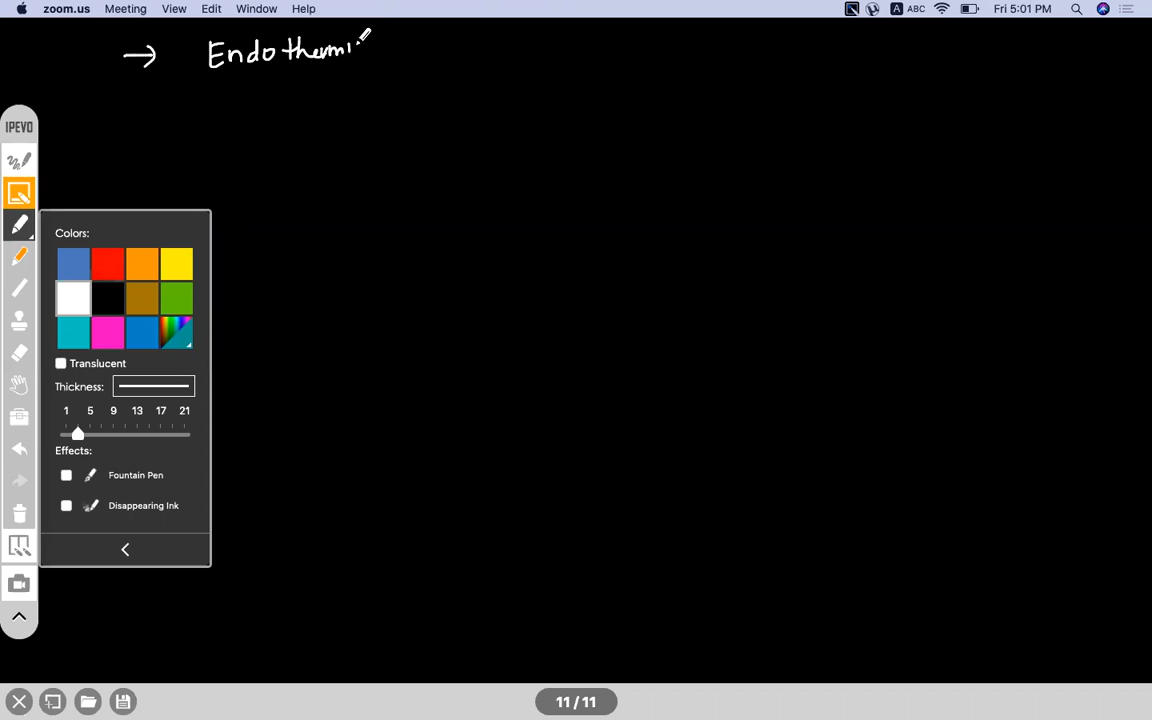 zoom.us Meeting View Edit Window Help A ABC Fri 5:01 PM
→ Endothermi
IPEVO
Colors:
Translucent
Thickness:
1 5 9 13 17 21
Effects:
Fountain Pen
Disappearing Ink
11 / 11